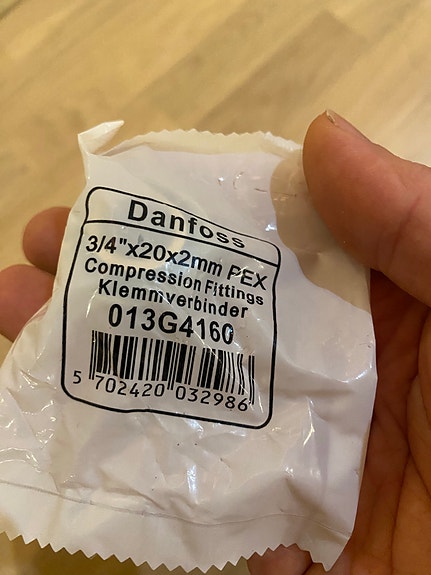 Danfoss
3/4"x20x2mm PEX
Compression Fittings
Klemmverbinder
013G4160
5 702420 032986